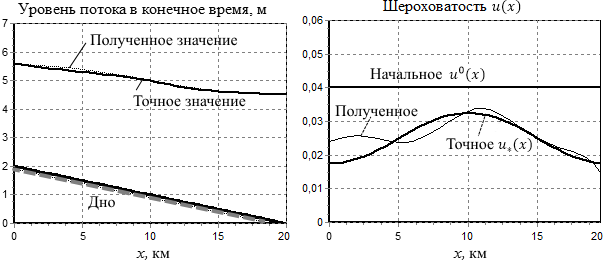 Уровень потока в конечное время, м
7
6
5
4
3
2
1
0
Полученное значение
Точное значение
Дно
0 5 10 15 20
x, км
Шероховатость u(x)
0,06
0,05
0,04
0,03
0,02
0,01
0
Начальное u⁰(x)
Полученное
Точное u*(x)
0 5 10 15 20
x, км